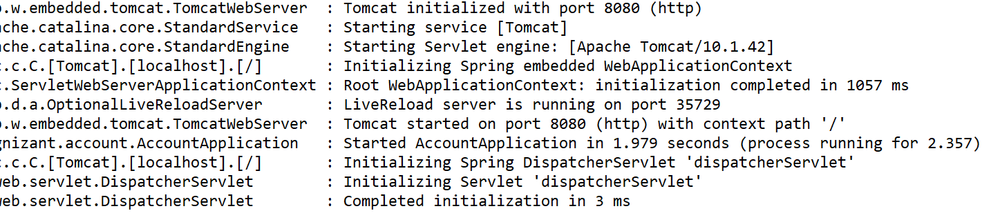 o.w.embedded.tomcat.TomcatWebServer : Tomcat initialized with port 8080 (http)
ache.catalina.core.StandardService : Starting service [Tomcat]
ache.catalina.core.StandardEngine : Starting Servlet engine: [Apache Tomcat/10.1.42]
.c.C.[Tomcat].[localhost].[/] : Initializing Spring embedded WebApplicationContext
.ServletWebServerApplicationContext : Root WebApplicationContext: initialization completed in 1057 ms
.d.a.OptionalLiveReloadServer : LiveReload server is running on port 35729
o.w.embedded.tomcat.TomcatWebServer : Tomcat started on port 8080 (http) with context path '/'
gnizant.account.AccountApplication : Started AccountApplication in 1.979 seconds (process running for 2.357)
.c.C.[Tomcat].[localhost].[/] : Initializing Spring DispatcherServlet 'dispatcherServlet'
web.servlet.DispatcherServlet : Initializing Servlet 'dispatcherServlet'
web.servlet.DispatcherServlet : Completed initialization in 3 ms